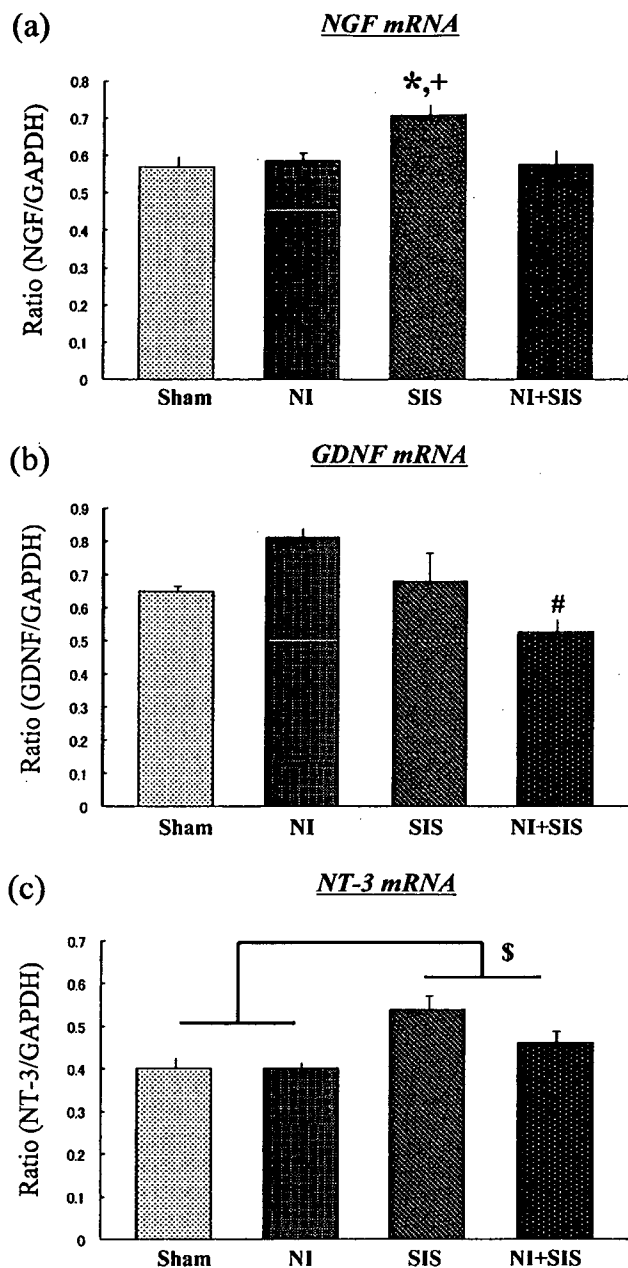 (a)
NGF mRNA
*,+
Ratio (NGF/GAPDH)
0.8
0.7
0.6
0.5
0.4
0.3
0.2
0.1
0
Sham NI SIS NI+SIS
(b)
GDNF mRNA
#
Ratio (GDNF/GAPDH)
0.9
0.8
0.7
0.6
0.5
0.4
0.3
0.2
0.1
0
Sham NI SIS NI+SIS
(c)
NT-3 mRNA
$
Ratio (NT-3/GAPDH)
0.7
0.6
0.5
0.4
0.3
0.2
0.1
0
Sham NI SIS NI+SIS